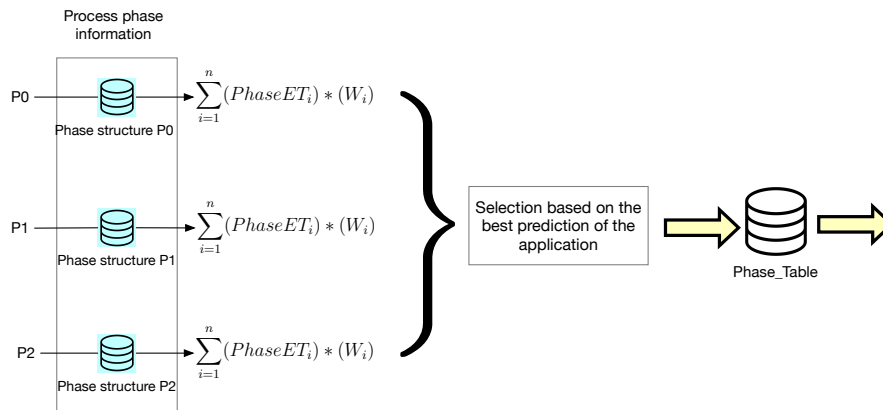 Process phase
information
P0
Phase structure P0
n
∑(PhaseET_i) * (W_i)
i=1
P1
Phase structure P1
n
∑(PhaseET_i) * (W_i)
i=1
P2
Phase structure P2
n
∑(PhaseET_i) * (W_i)
i=1
Selection based on the
best prediction of the
application
Phase_Table